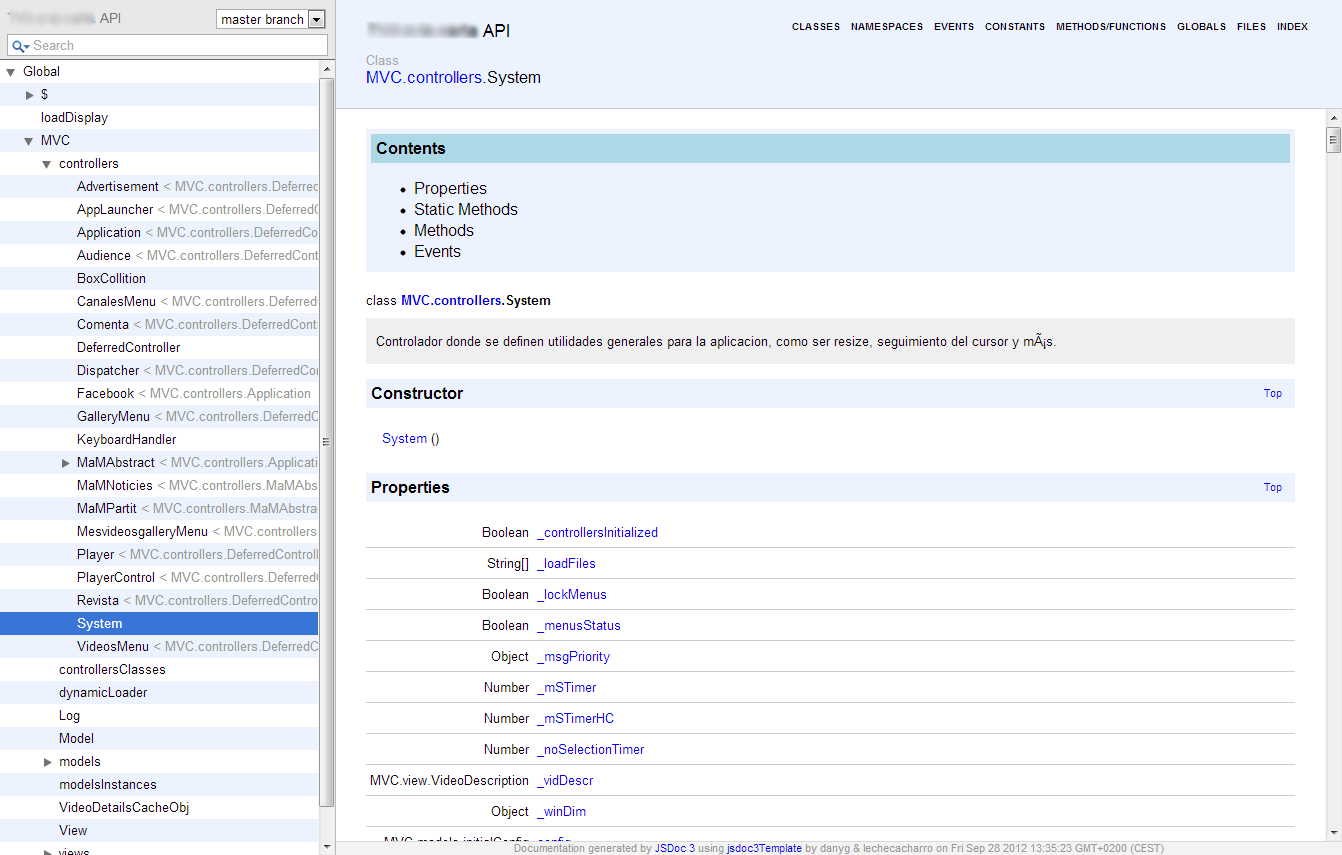 API
master branch
Search
Global
$
loadDisplay
MVC
controllers
Advertisement < MVC.controllers.Deferred
AppLauncher < MVC.controllers.Deferred
Application < MVC.controllers.DeferredCo
Audience < MVC.controllers.DeferredCont
BoxCollition
CanalesMenu < MVC.controllers.Deferred
Comenta < MVC.controllers.DeferredCont
DeferredController
Dispatcher < MVC.controllers.DeferredCo
Facebook < MVC.controllers.Application
GalleryMenu < MVC.controllers.DeferredC
KeyboardHandler
MaMAbstract < MVC.controllers.Applicati
MaMNoticies < MVC.controllers.MaMAbs
MaMPartit < MVC.controllers.MaMAbstra
MesvideosgalleryMenu < MVC.controllers
Player < MVC.controllers.DeferredControll
PlayerControl < MVC.controllers.Deferred
Revista < MVC.controllers.DeferredContro
System
VideosMenu < MVC.controllers.DeferredC
controllersClasses
dynamicLoader
Log
Model
models
modelsInstances
VideoDetailsCacheObj
View
views
API
CLASSES NAMESPACES EVENTS CONSTANTS METHODS/FUNCTIONS GLOBALS FILES INDEX
Class
MVC.controllers.System
Contents
• Properties
• Static Methods
• Methods
• Events
class MVC.controllers.System
Controlador donde se definen utilidades generales para la aplicacion, como ser resize, seguimiento del cursor y mÃ¡s.
Constructor Top
System ()
Properties Top
Boolean _controllersInitialized
String[] _loadFiles
Boolean _lockMenus
Boolean _menusStatus
Object _msgPriority
Number _mSTimer
Number _mSTimerHC
Number _noSelectionTimer
MVC.view.VideoDescription _vidDescr
Object _winDim
MVC.models.initialConfig config
Documentation generated by JSDoc 3 using jsdoc3Template by danyg & lechecacharro on Fri Sep 28 2012 13:35:23 GMT+0200 (CEST)